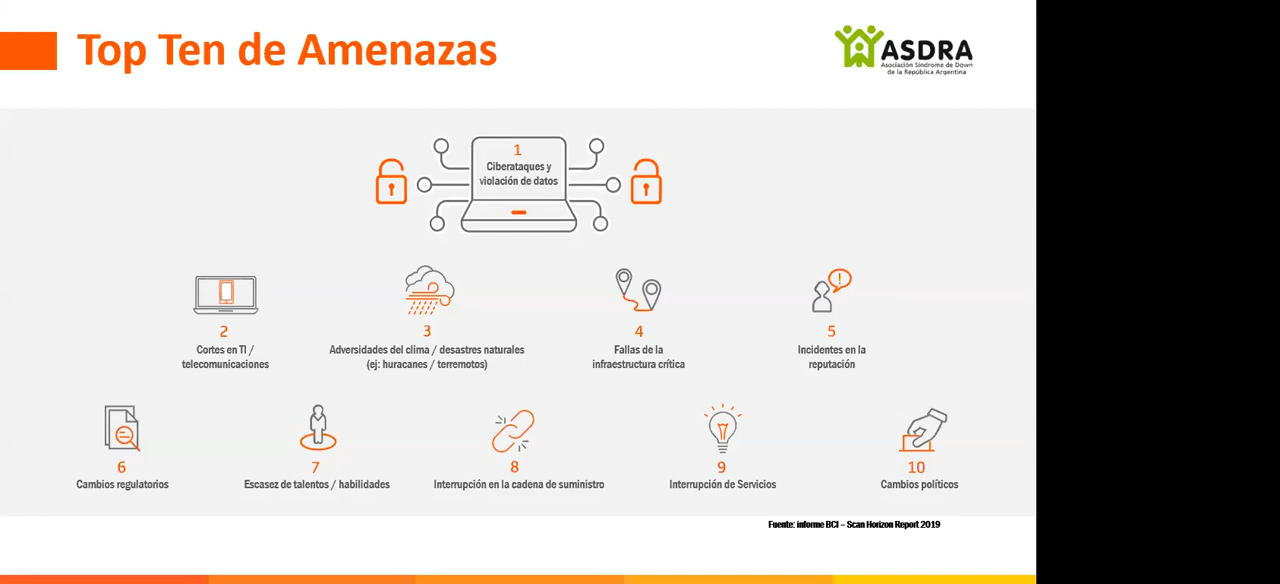 Top Ten de Amenazas
ASDRA
Asociación Síndrome de Down
de la República Argentina
1
Ciberataques y
violación de datos
2
Cortes en TI /
telecomunicaciones
3
Adversidades del clima / desastres naturales
(ej: huracanes / terremotos)
4
Fallas de la
infraestructura crítica
5
Incidentes en la
reputación
6
Cambios regulatorios
7
Escasez de talentos / habilidades
8
Interrupción en la cadena de suministro
9
Interrupción de Servicios
10
Cambios políticos
Fuente: informe BCI – Scan Horizon Report 2019